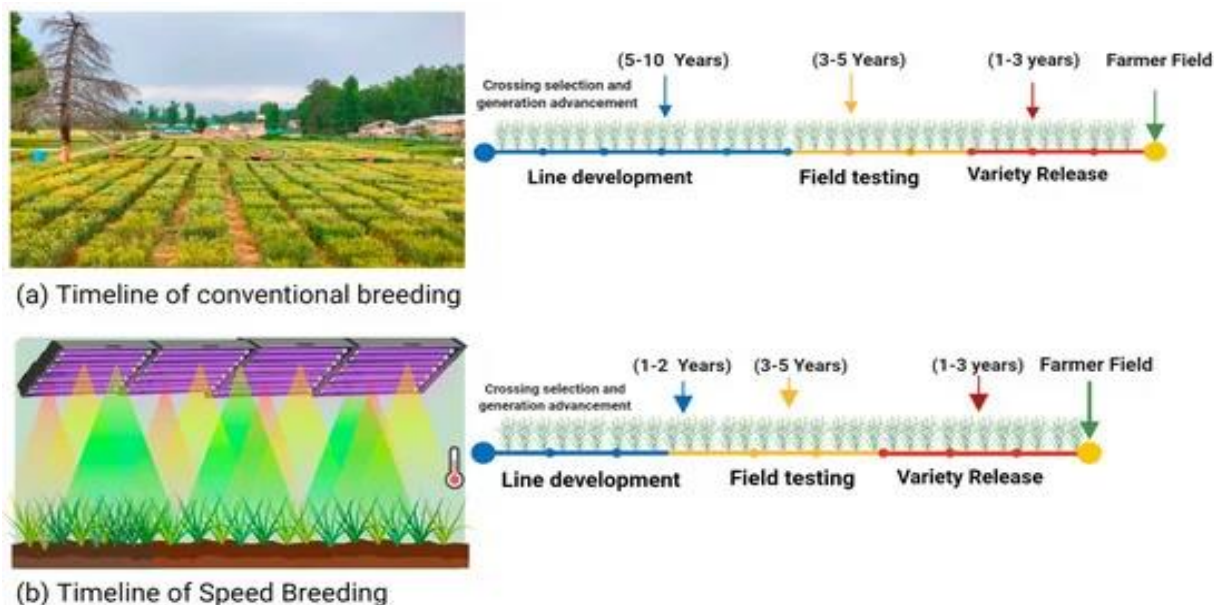 (5-10 Years)
(3-5 Years)
(1-3 years)
Farmer Field
Crossing selection and
generation advancement
Line development
Field testing
Variety Release
(a) Timeline of conventional breeding
(1-2 Years)
(3-5 Years)
(1-3 years)
Farmer Field
Crossing selection and
generation advancement
Line development
Field testing
Variety Release
(b) Timeline of Speed Breeding